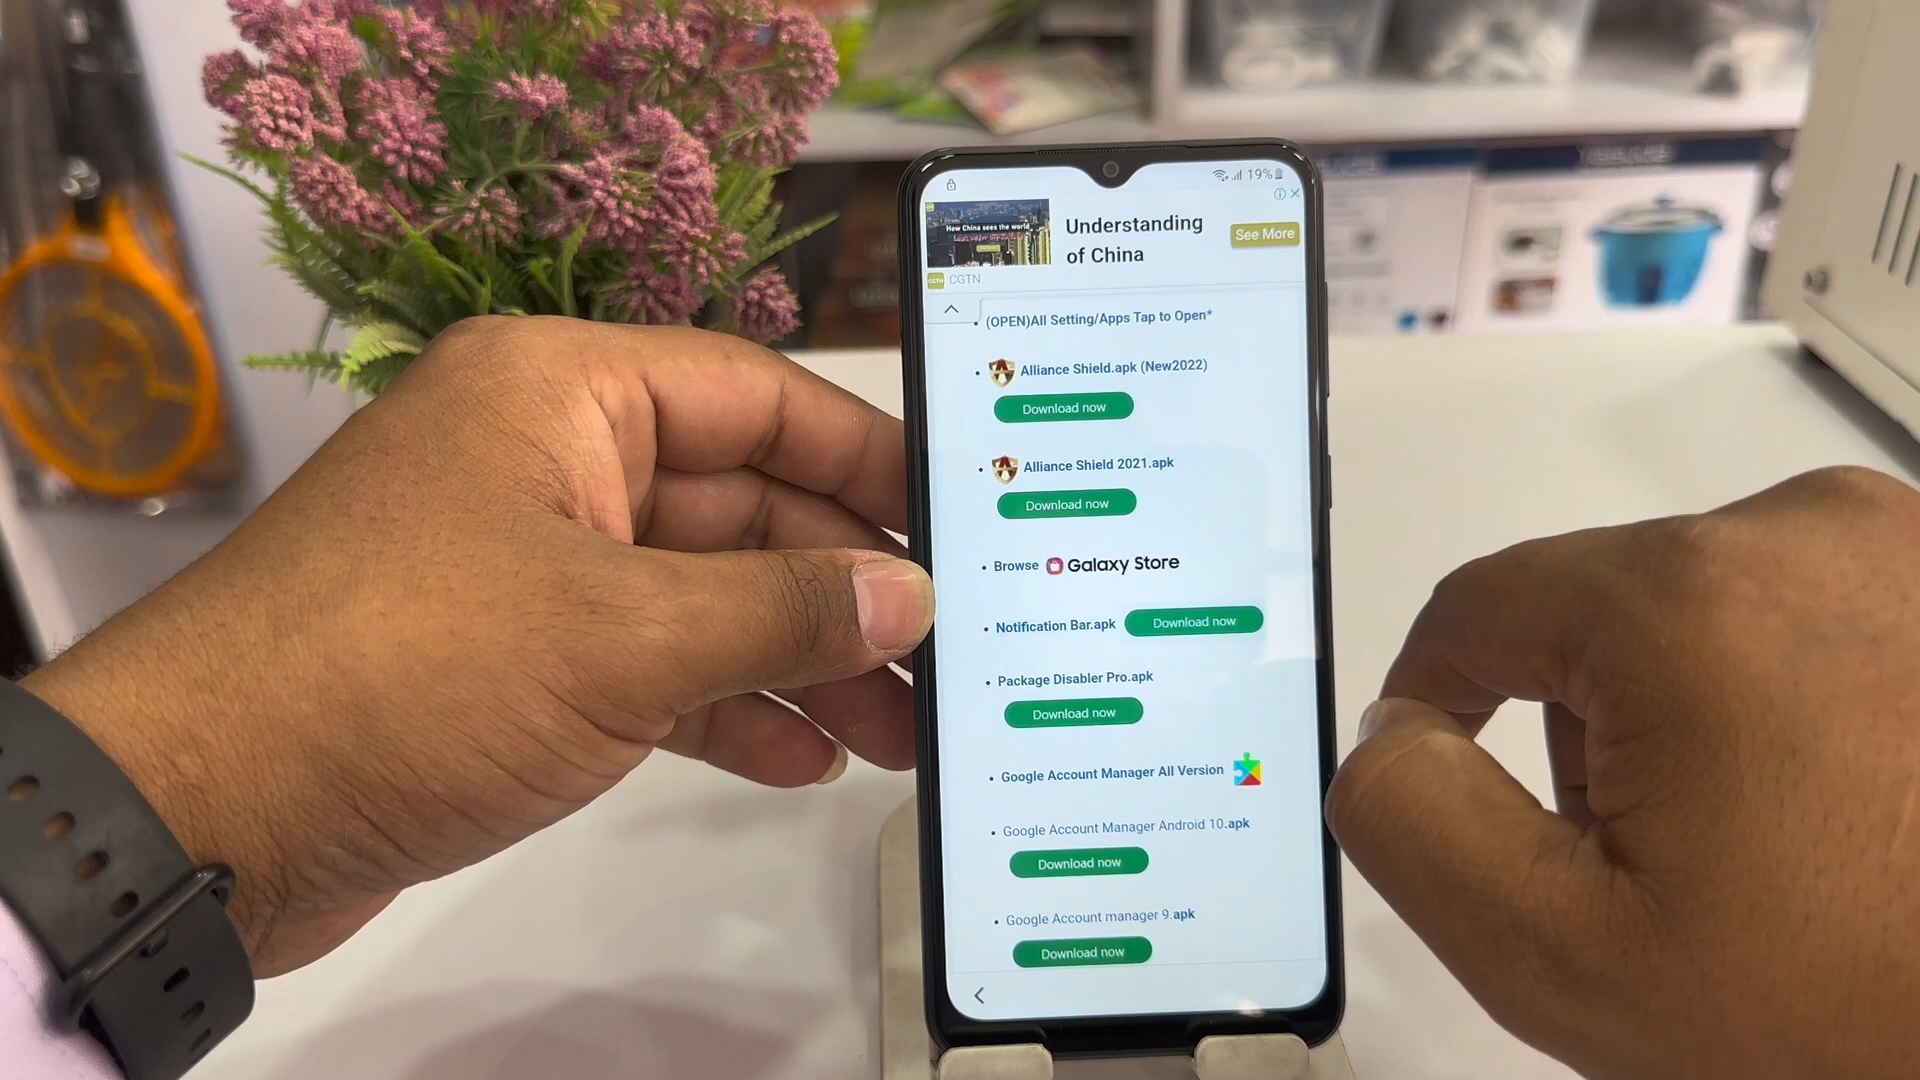 19%
How China sees the world
Understanding
of China
See More
CGTN
(OPEN)All Setting/Apps Tap to Open*
Alliance Shield.apk (New2022)
Download now
Alliance Shield 2021.apk
Download now
Browse Galaxy Store
Notification Bar.apk Download now
Package Disabler Pro.apk
Download now
Google Account Manager All Version
Google Account Manager Android 10.apk
Download now
Google Account manager 9.apk
Download now